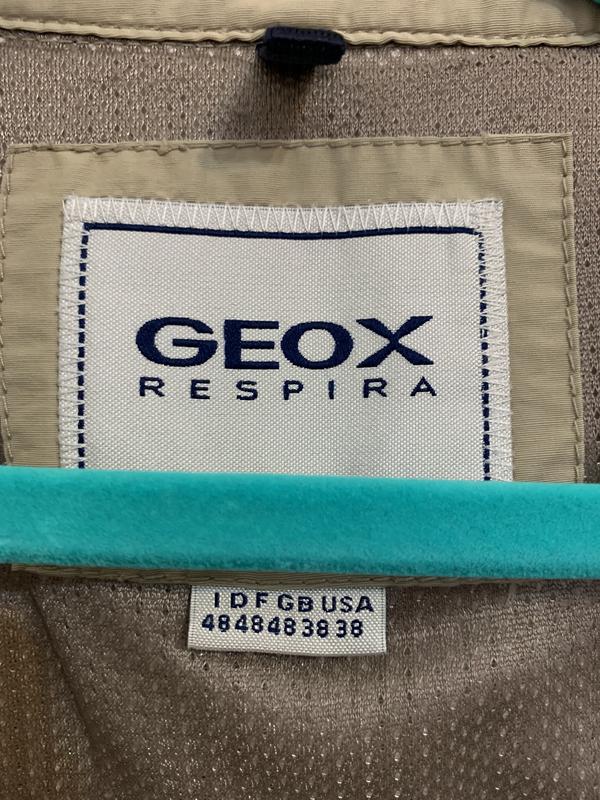 GEOX
RESPIRA
I D F GB USA
48 48 48 38 38